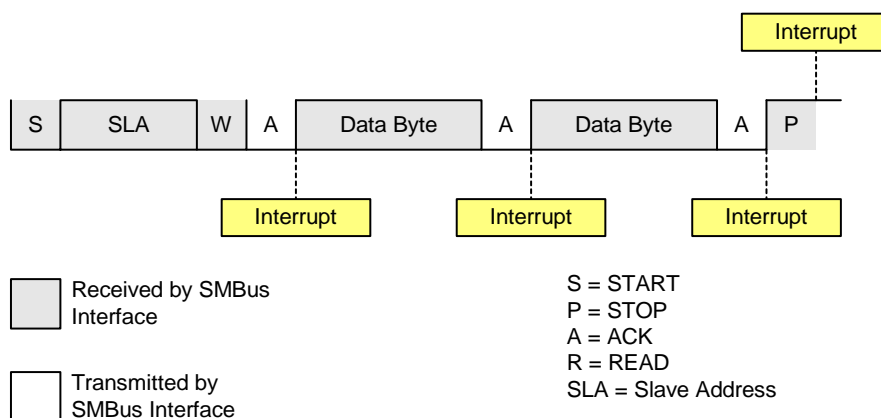 Interrupt
S SLA W A Data Byte A Data Byte A P
Interrupt Interrupt Interrupt
Received by SMBus
Interface
Transmitted by
SMBus Interface
S = START
P = STOP
A = ACK
R = READ
SLA = Slave Address